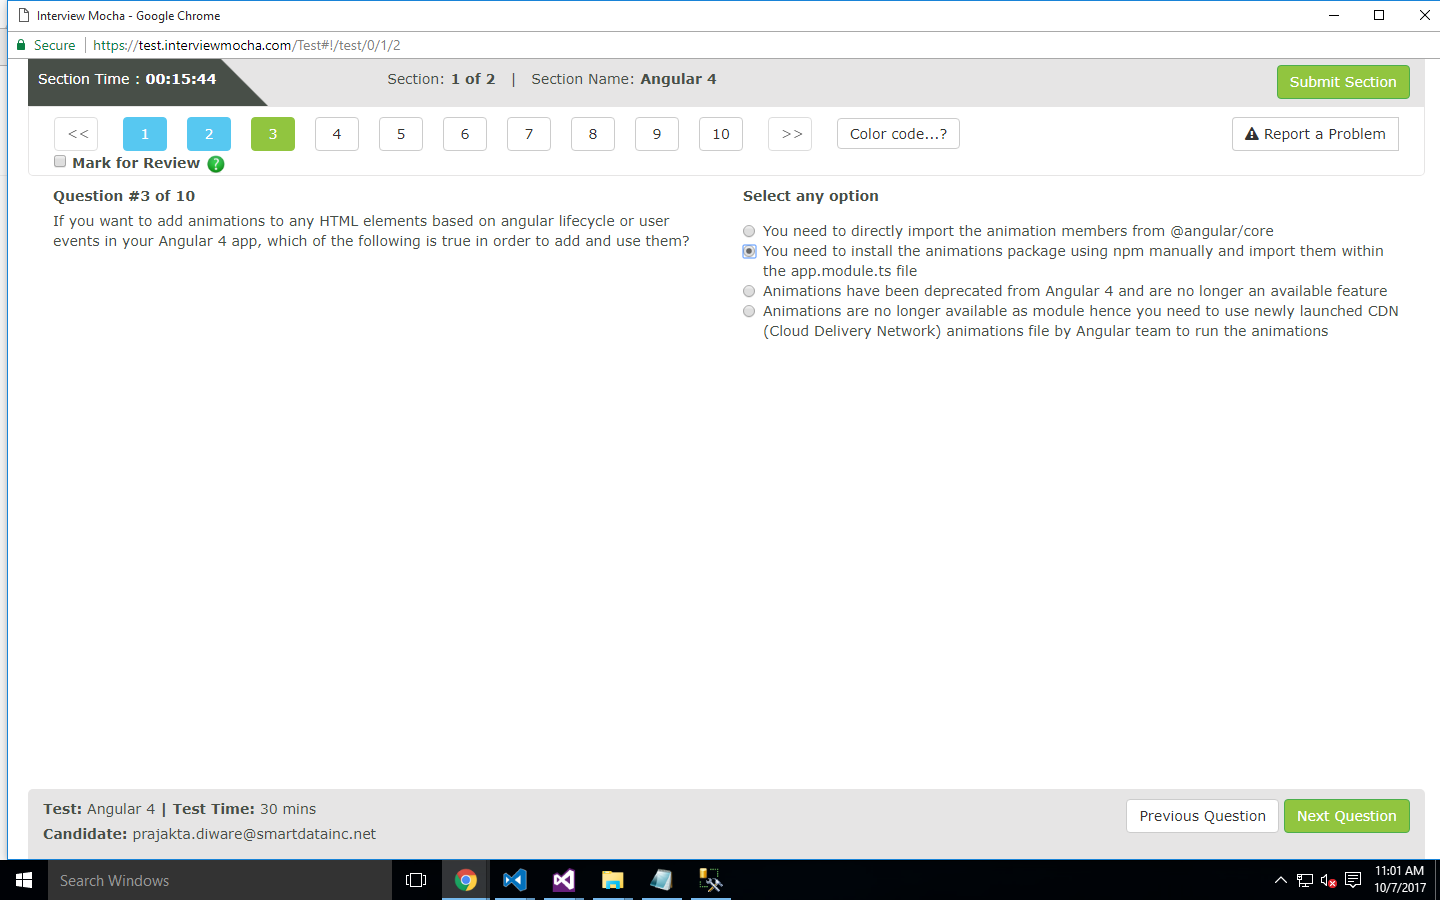 Interview Mocha - Google Chrome
Secure | https://test.interviewmocha.com/Test#!/test/0/1/2
Section Time : 00:15:44 Section: 1 of 2 | Section Name: Angular 4 Submit Section
<< 1 2 3 4 5 6 7 8 9 10 >> Color code...? Report a Problem
Mark for Review ?
Question #3 of 10
If you want to add animations to any HTML elements based on angular lifecycle or user
events in your Angular 4 app, which of the following is true in order to add and use them?
Select any option
You need to directly import the animation members from @angular/core
You need to install the animations package using npm manually and import them within
the app.module.ts file
Animations have been deprecated from Angular 4 and are no longer an available feature
Animations are no longer available as module hence you need to use newly launched CDN
(Cloud Delivery Network) animations file by Angular team to run the animations
Test: Angular 4 | Test Time: 30 mins
Candidate: prajakta.diware@smartdatainc.net
Previous Question Next Question
Search Windows
11:01 AM
10/7/2017